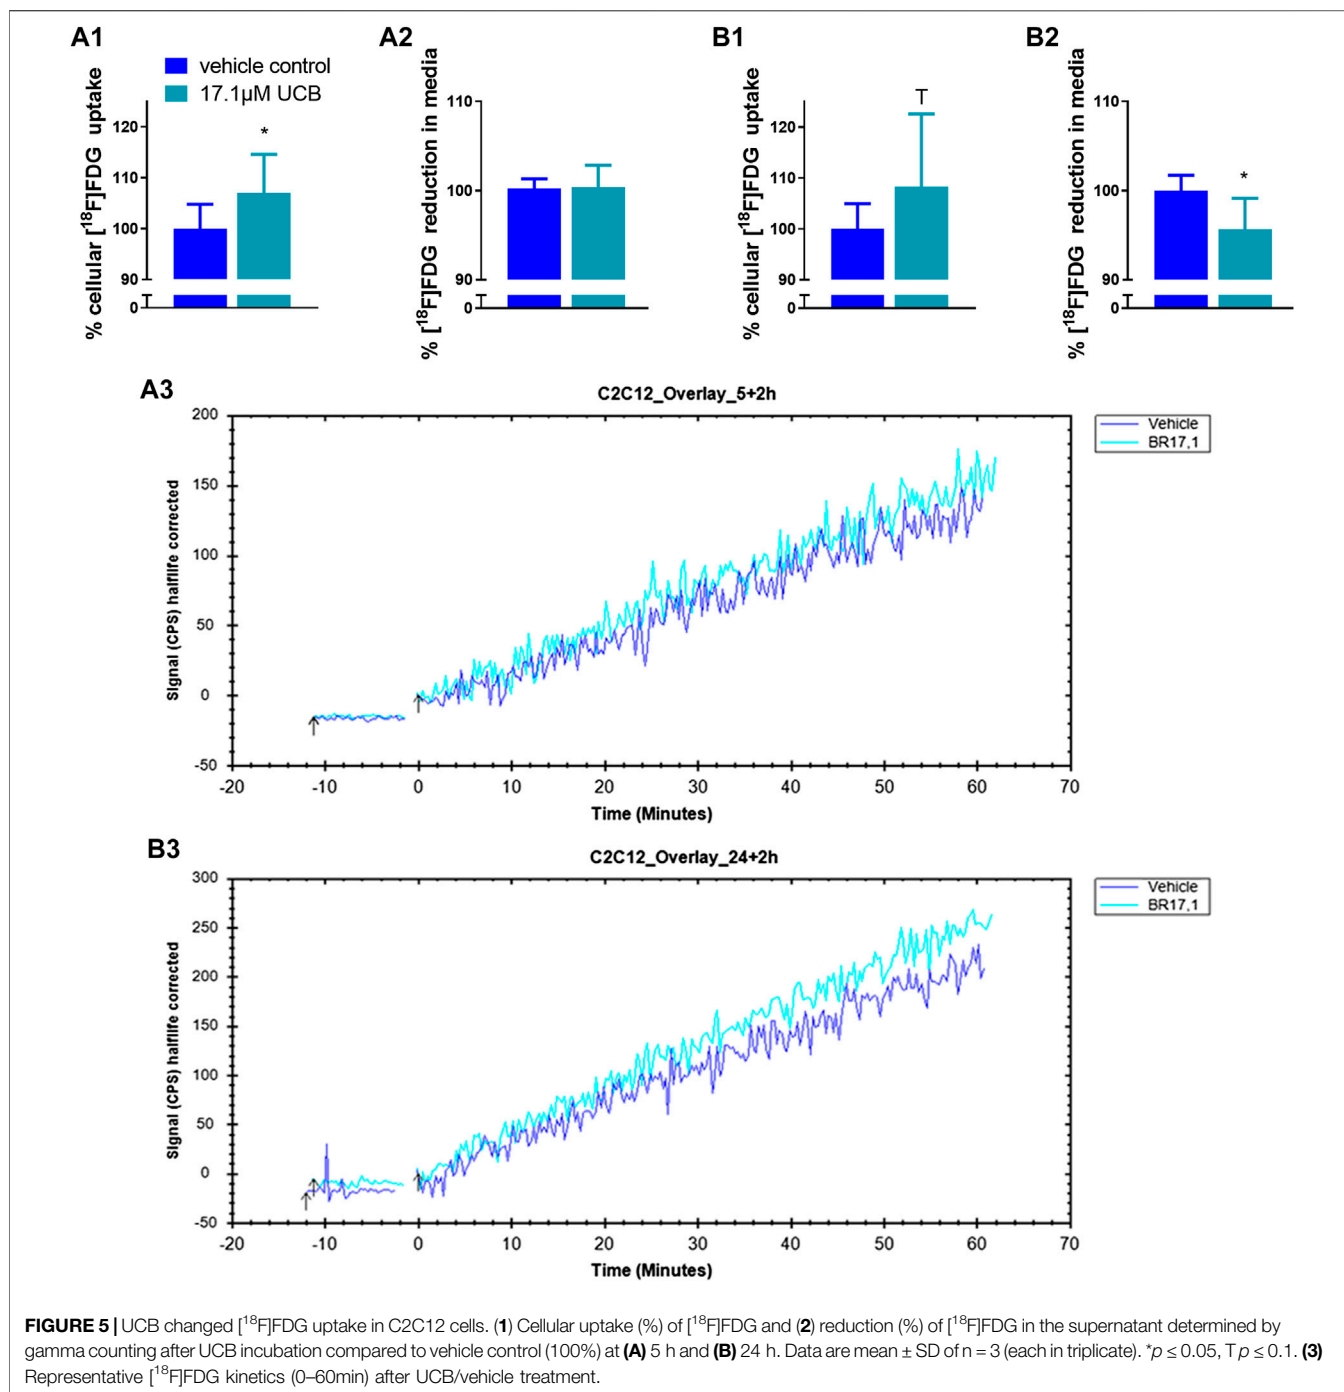 A1
A2
B1
B2
vehicle control
17.1µM UCB
% cellular [18F]FDG uptake
120
110
100
90
0
*
% [18F]FDG reduction in media
110
100
90
0
% cellular [18F]FDG uptake
120
110
100
90
0
T
% [18F]FDG reduction in media
110
100
90
0
*
A3
C2C12_Overlay_5+2h
Signal (CPS) halflife corrected
200
150
100
50
0
-50
-20
-10
0
10
20
30
40
50
60
70
Time (Minutes)
Vehicle
BR17,1
B3
C2C12_Overlay_24+2h
Signal (CPS) halflife corrected
300
250
200
150
100
50
0
-50
-20
-10
0
10
20
30
40
50
60
70
Time (Minutes)
Vehicle
BR17,1
FIGURE 5 | UCB changed [18F]FDG uptake in C2C12 cells. (1) Cellular uptake (%) of [18F]FDG and (2) reduction (%) of [18F]FDG in the supernatant determined by
gamma counting after UCB incubation compared to vehicle control (100%) at (A) 5 h and (B) 24 h. Data are mean ± SD of n = 3 (each in triplicate). *p ≤ 0.05, T p ≤ 0.1. (3)
Representative [18F]FDG kinetics (0–60min) after UCB/vehicle treatment.